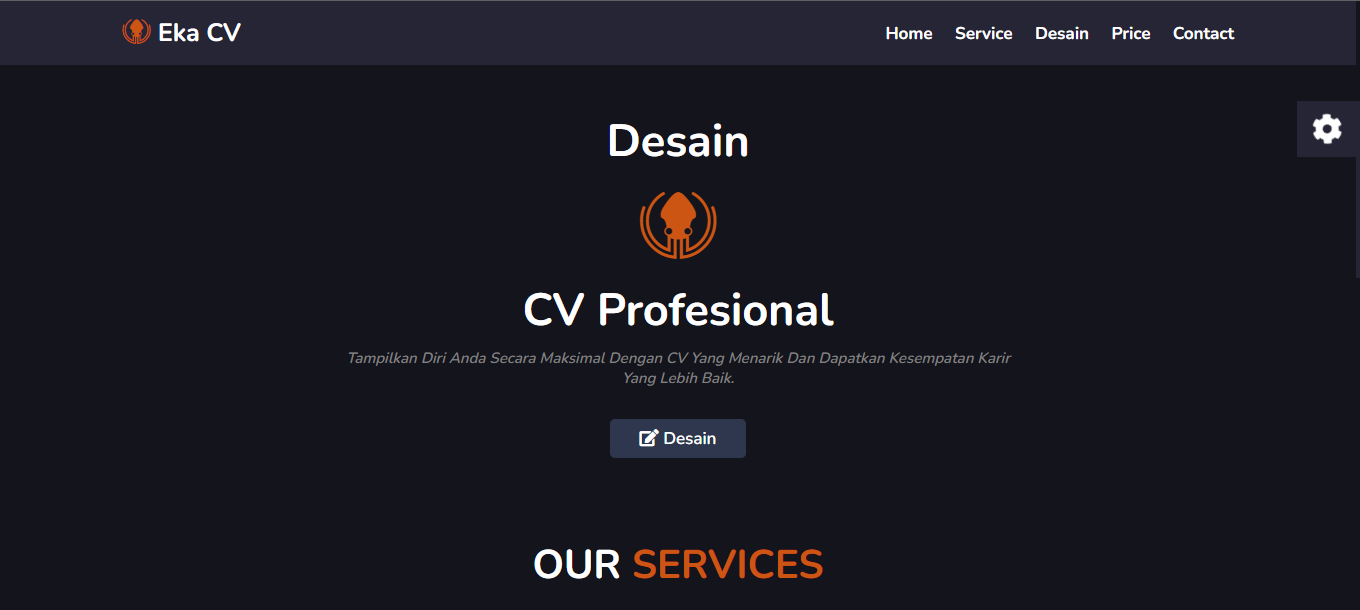 Eka CV
Home Service Desain Price Contact
Desain
CV Profesional
Tampilkan Diri Anda Secara Maksimal Dengan CV Yang Menarik Dan Dapatkan Kesempatan Karir
Yang Lebih Baik.
Desain
OUR SERVICES